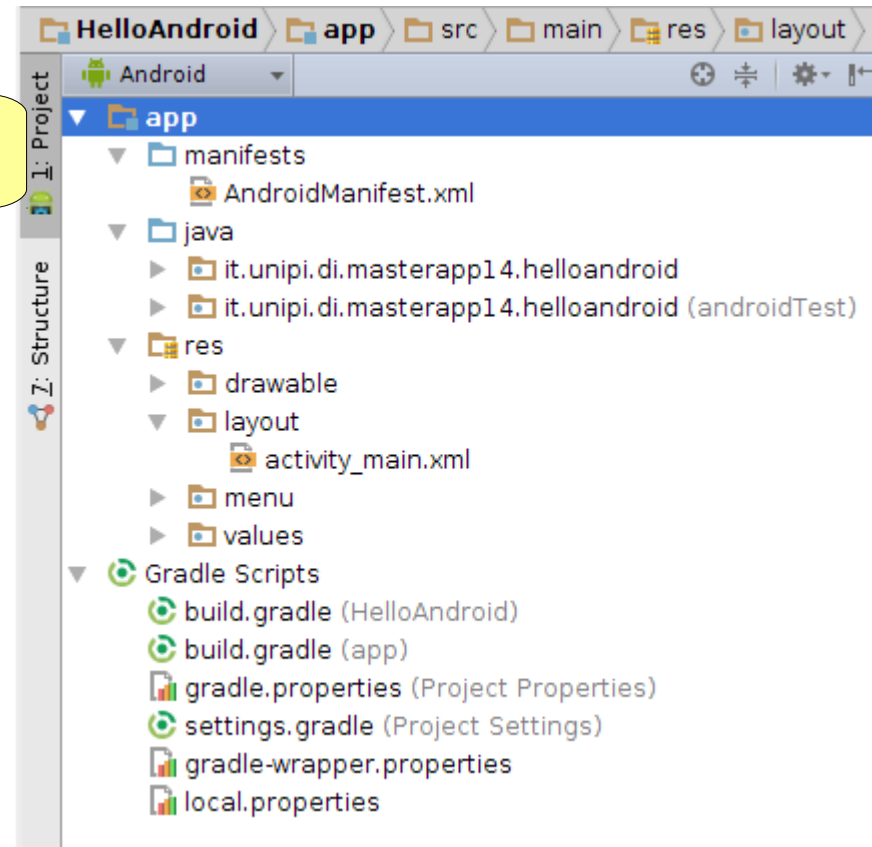 HelloAndroid app src main res layout
Android
1: Project
7: Structure
app
manifests
AndroidManifest.xml
java
it.unipi.di.masterapp14.helloandroid
it.unipi.di.masterapp14.helloandroid (androidTest)
res
drawable
layout
activity_main.xml
menu
values
Gradle Scripts
build.gradle (HelloAndroid)
build.gradle (app)
gradle.properties (Project Properties)
settings.gradle (Project Settings)
gradle-wrapper.properties
local.properties